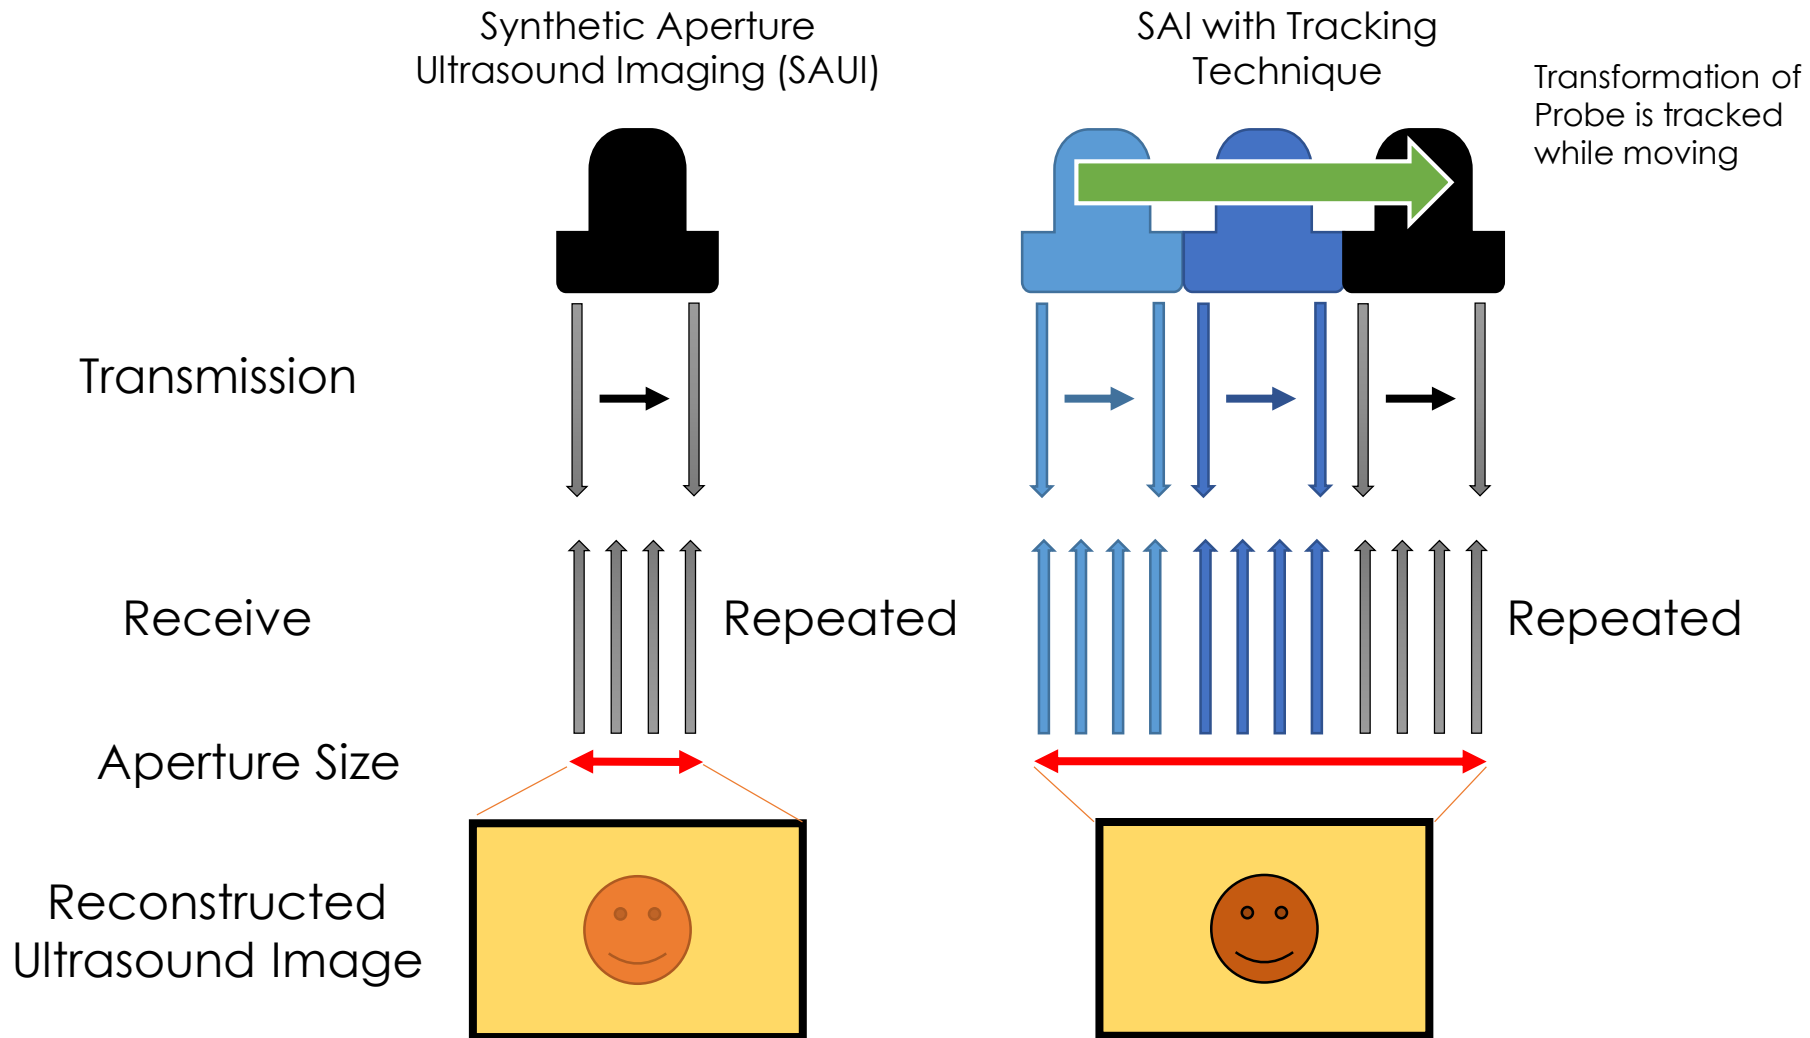 Synthetic Aperture
Ultrasound Imaging (SAUI)
SAI with Tracking
Technique
Transformation of
Probe is tracked
while moving
Transmission
Receive
Repeated
Repeated
Aperture Size
Reconstructed
Ultrasound Image